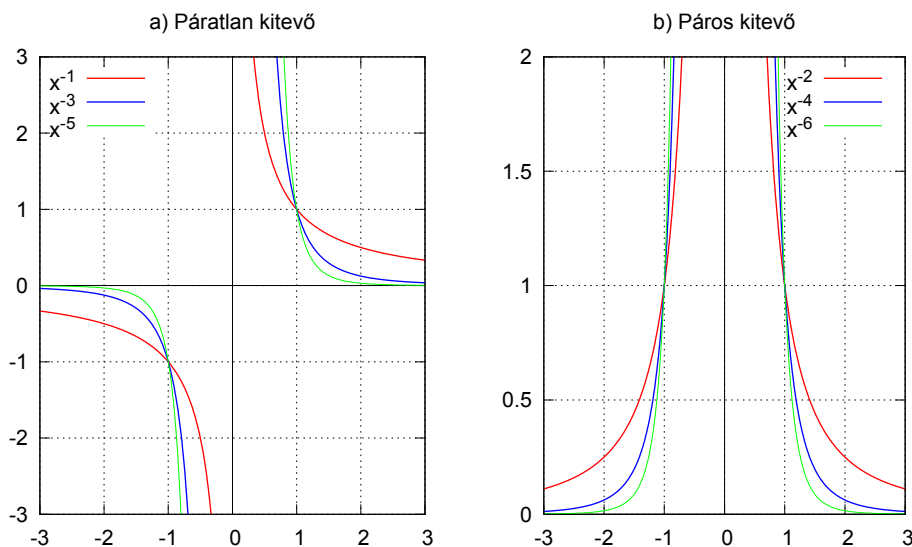 a) Páratlan kitevő
3
2
1
0
-1
-2
-3
-3 -2 -1 0 1 2 3
x⁻¹
x⁻³
x⁻⁵
b) Páros kitevő
2
1.5
1
0.5
0
-3 -2 -1 0 1 2 3
x⁻²
x⁻⁴
x⁻⁶